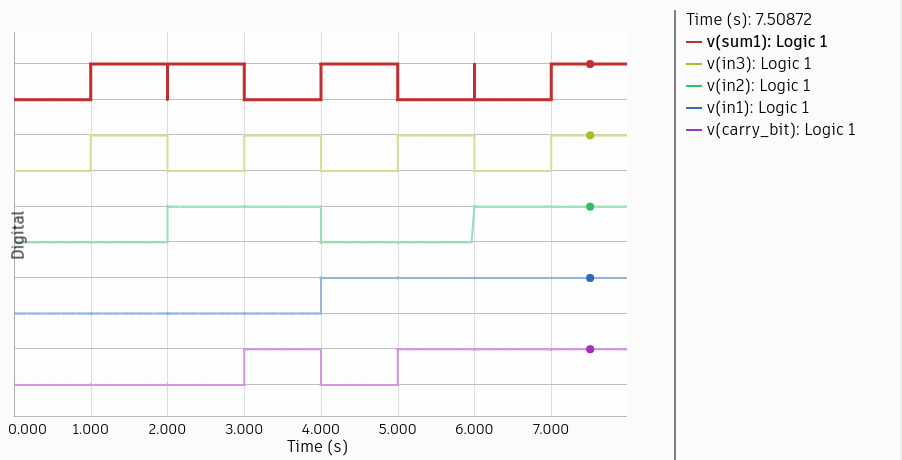 Time (s): 7.50872
v(sum1): Logic 1
v(in3): Logic 1
v(in2): Logic 1
v(in1): Logic 1
v(carry_bit): Logic 1
Digital
0.000 1.000 2.000 3.000 4.000 5.000 6.000 7.000
Time (s)